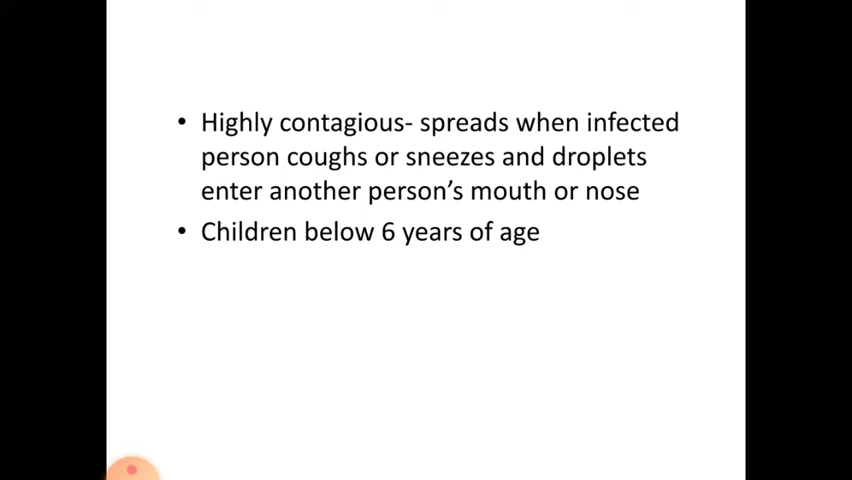 • Highly contagious- spreads when infected
person coughs or sneezes and droplets
enter another person’s mouth or nose
• Children below 6 years of age